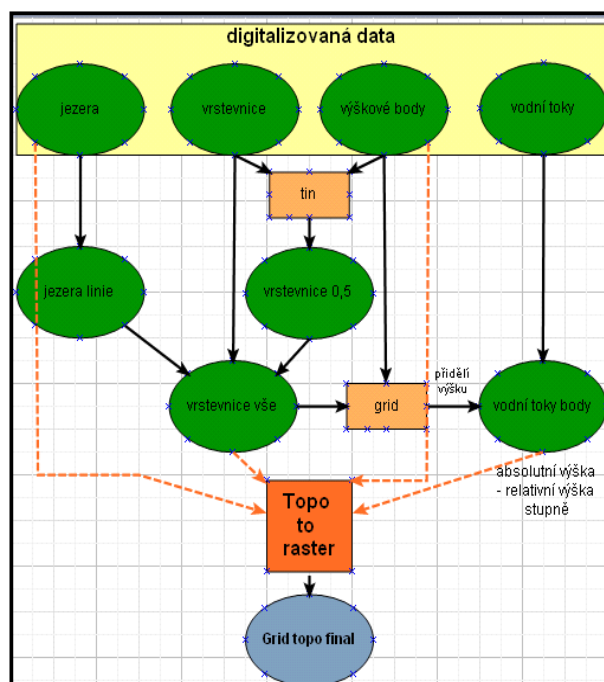 digitalizovaná data
jezera
vrstevnice
výškové body
vodní toky
tin
jezera linie
vrstevnice 0,5
přidělí
výšku
vrstevnice vše
grid
vodní toky body
absolutní výška
- relativní výška
stupně
Topo
to
raster
Grid topo final